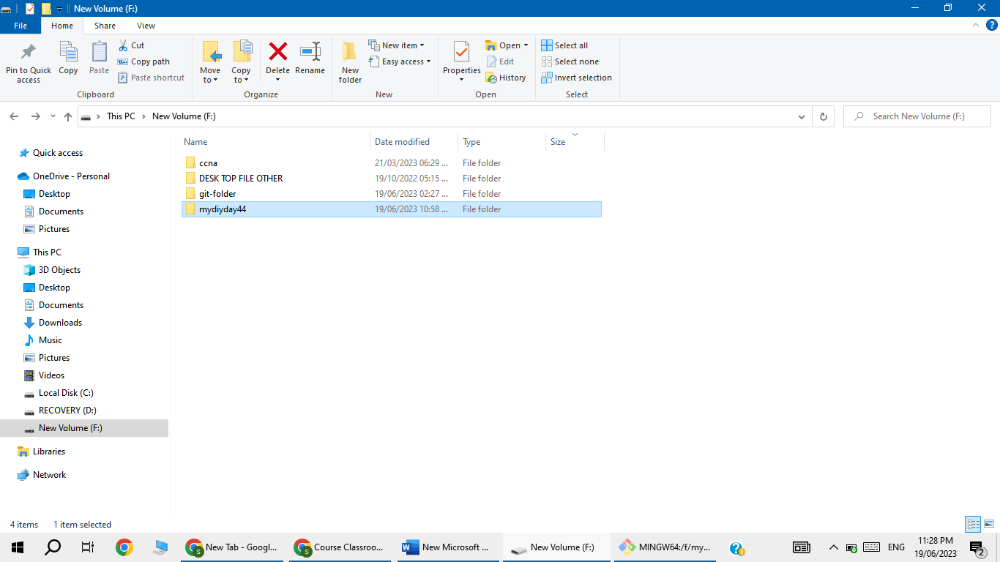 New Volume (F:)
File Home Share View
Pin to Quick access
Copy
Paste
Cut
Copy path
Paste shortcut
Clipboard
Move to
Copy to
Delete
Rename
Organize
New folder
New item
Easy access
New
Properties
Open
Edit
History
Open
Select all
Select none
Invert selection
Select
This PC > New Volume (F:)
Search New Volume (F:)
Quick access
OneDrive - Personal
Desktop
Documents
Pictures
This PC
3D Objects
Desktop
Documents
Downloads
Music
Pictures
Videos
Local Disk (C:)
RECOVERY (D:)
New Volume (F:)
Libraries
Network
Name Date modified Type Size
ccna 21/03/2023 06:29 ... File folder
DESK TOP FILE OTHER 19/10/2022 05:15 ... File folder
git-folder 19/06/2023 02:27 ... File folder
mydiyday44 19/06/2023 10:58 ... File folder
4 items 1 item selected
New Tab - Googl...
Course Classroo...
New Microsoft ...
New Volume (F:)
MINGW64:/f/my...
ENG
11:28 PM
19/06/2023
2